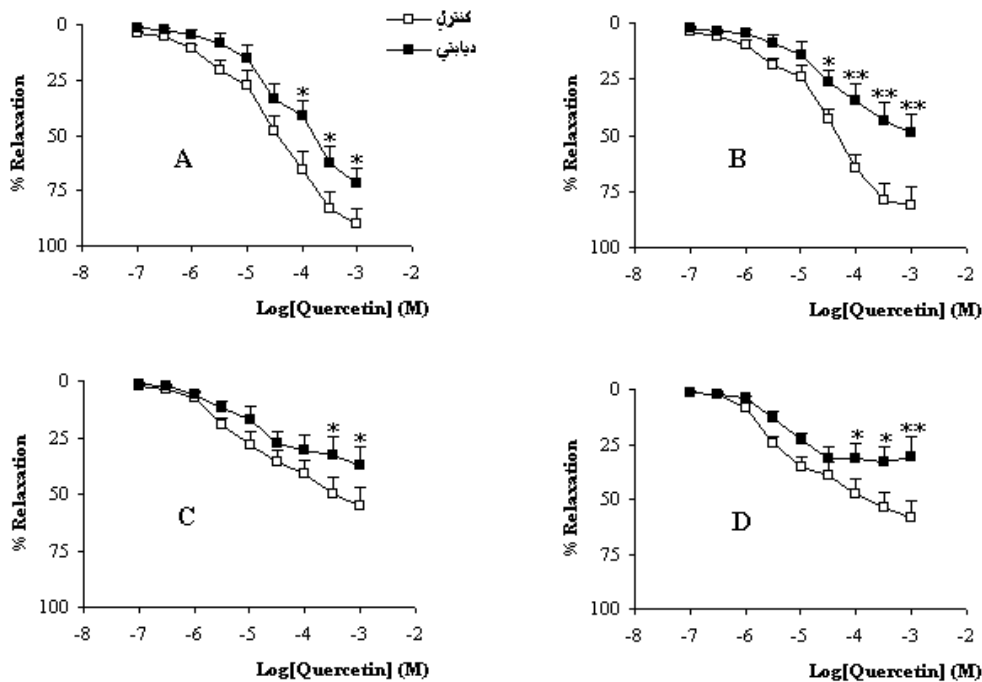 كنترل
ديابتي
0
25
50
75
100
% Relaxation
A
*
*
*
-8 -7 -6 -5 -4 -3 -2
Log[Quercetin] (M)
0
25
50
75
100
% Relaxation
B
*
**
**
**
-8 -7 -6 -5 -4 -3 -2
Log[Quercetin] (M)
0
25
50
75
100
% Relaxation
C
*
*
-8 -7 -6 -5 -4 -3 -2
Log[Quercetin] (M)
0
25
50
75
100
% Relaxation
D
*
*
**
-8 -7 -6 -5 -4 -3 -2
Log[Quercetin] (M)